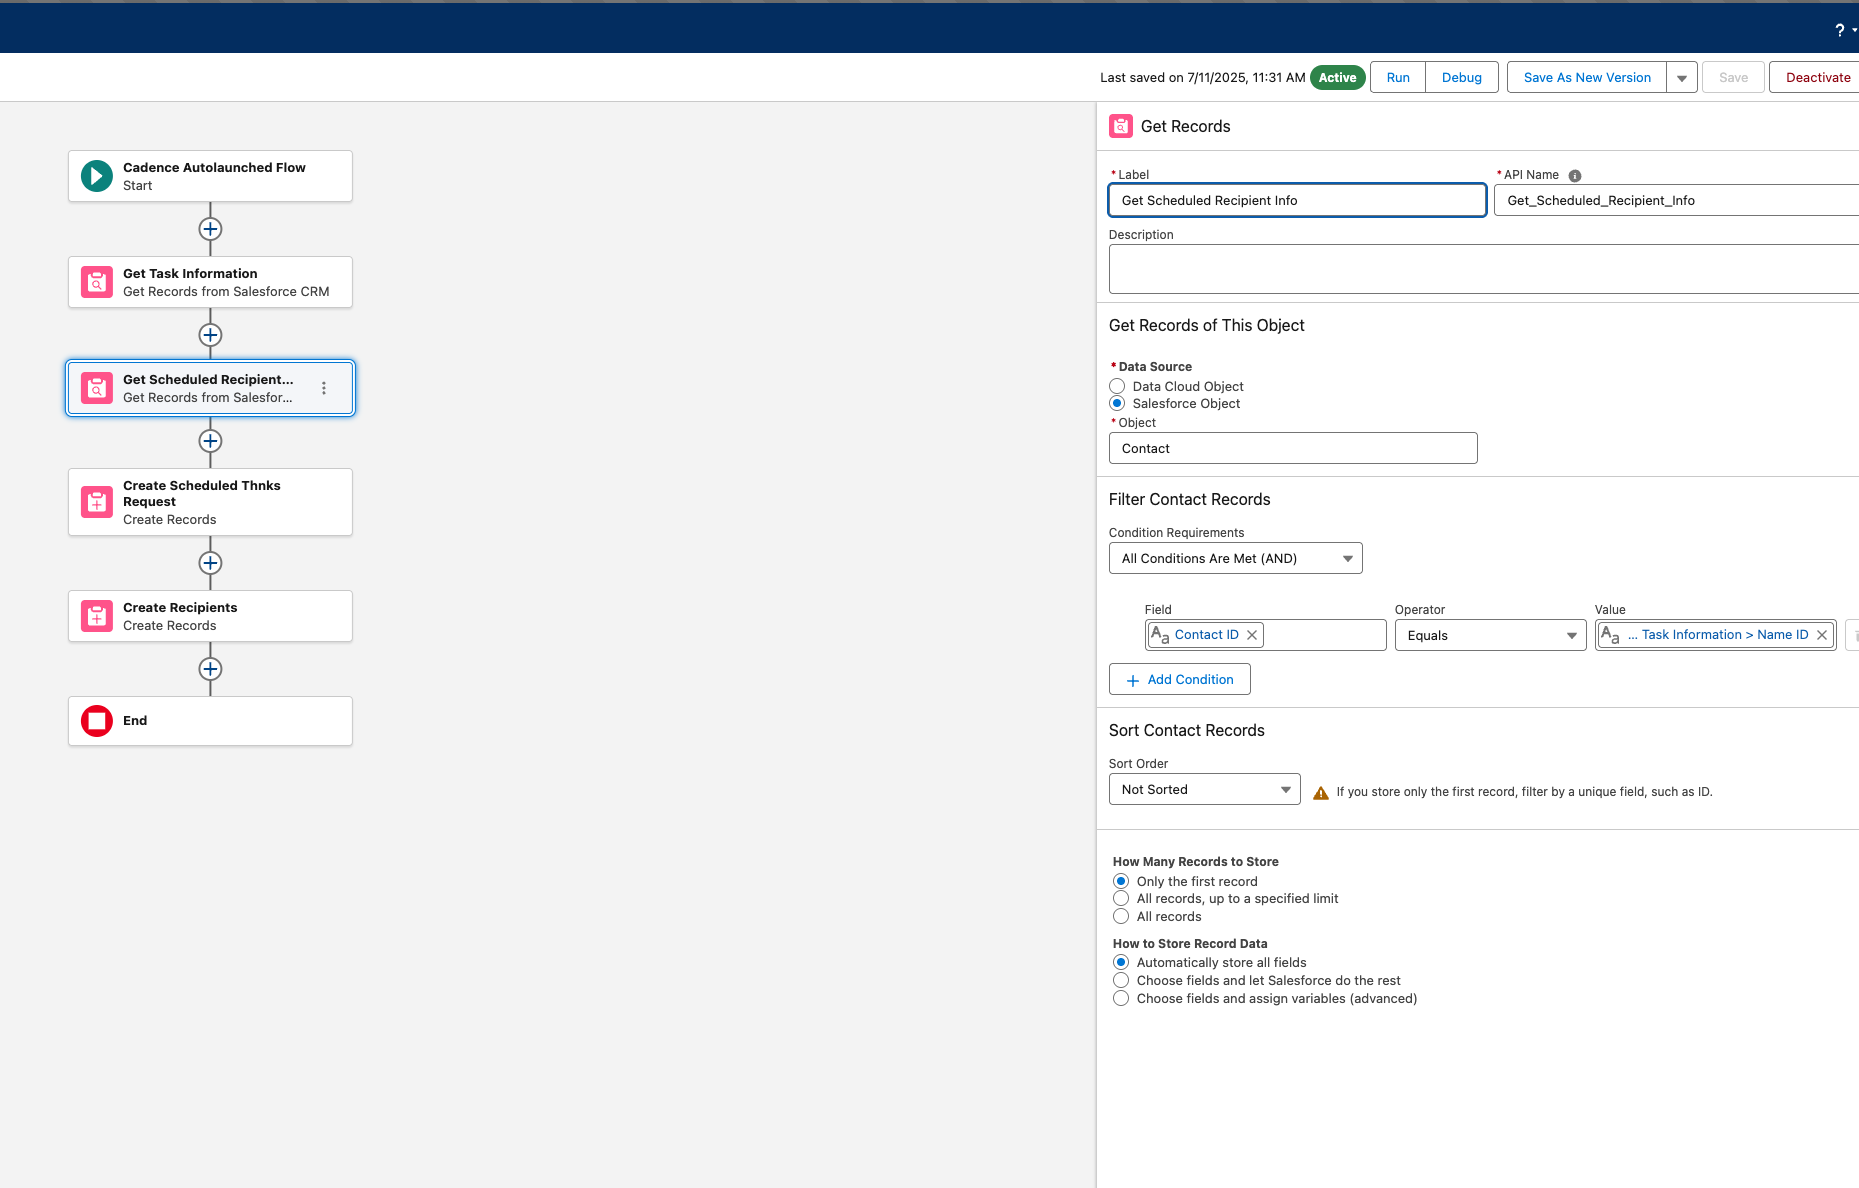 ?
Last saved on 7/11/2025, 11:31 AM Active Run Debug Save As New Version Save Deactivate
Cadence Autolaunched Flow
Start
Get Task Information
Get Records from Salesforce CRM
Get Scheduled Recipient...
Get Records from Salesfor...
Create Scheduled Thnks
Request
Create Records
Create Recipients
Create Records
End
Get Records
* Label
Get Scheduled Recipient Info
* API Name
Get_Scheduled_Recipient_Info
Description
Get Records of This Object
* Data Source
Data Cloud Object
Salesforce Object
* Object
Contact
Filter Contact Records
Condition Requirements
All Conditions Are Met (AND)
Field Operator Value
Aa Contact ID Equals Aa ... Task Information > Name ID
Add Condition
Sort Contact Records
Sort Order
Not Sorted
If you store only the first record, filter by a unique field, such as ID.
How Many Records to Store
Only the first record
All records, up to a specified limit
All records
How to Store Record Data
Automatically store all fields
Choose fields and let Salesforce do the rest
Choose fields and assign variables (advanced)